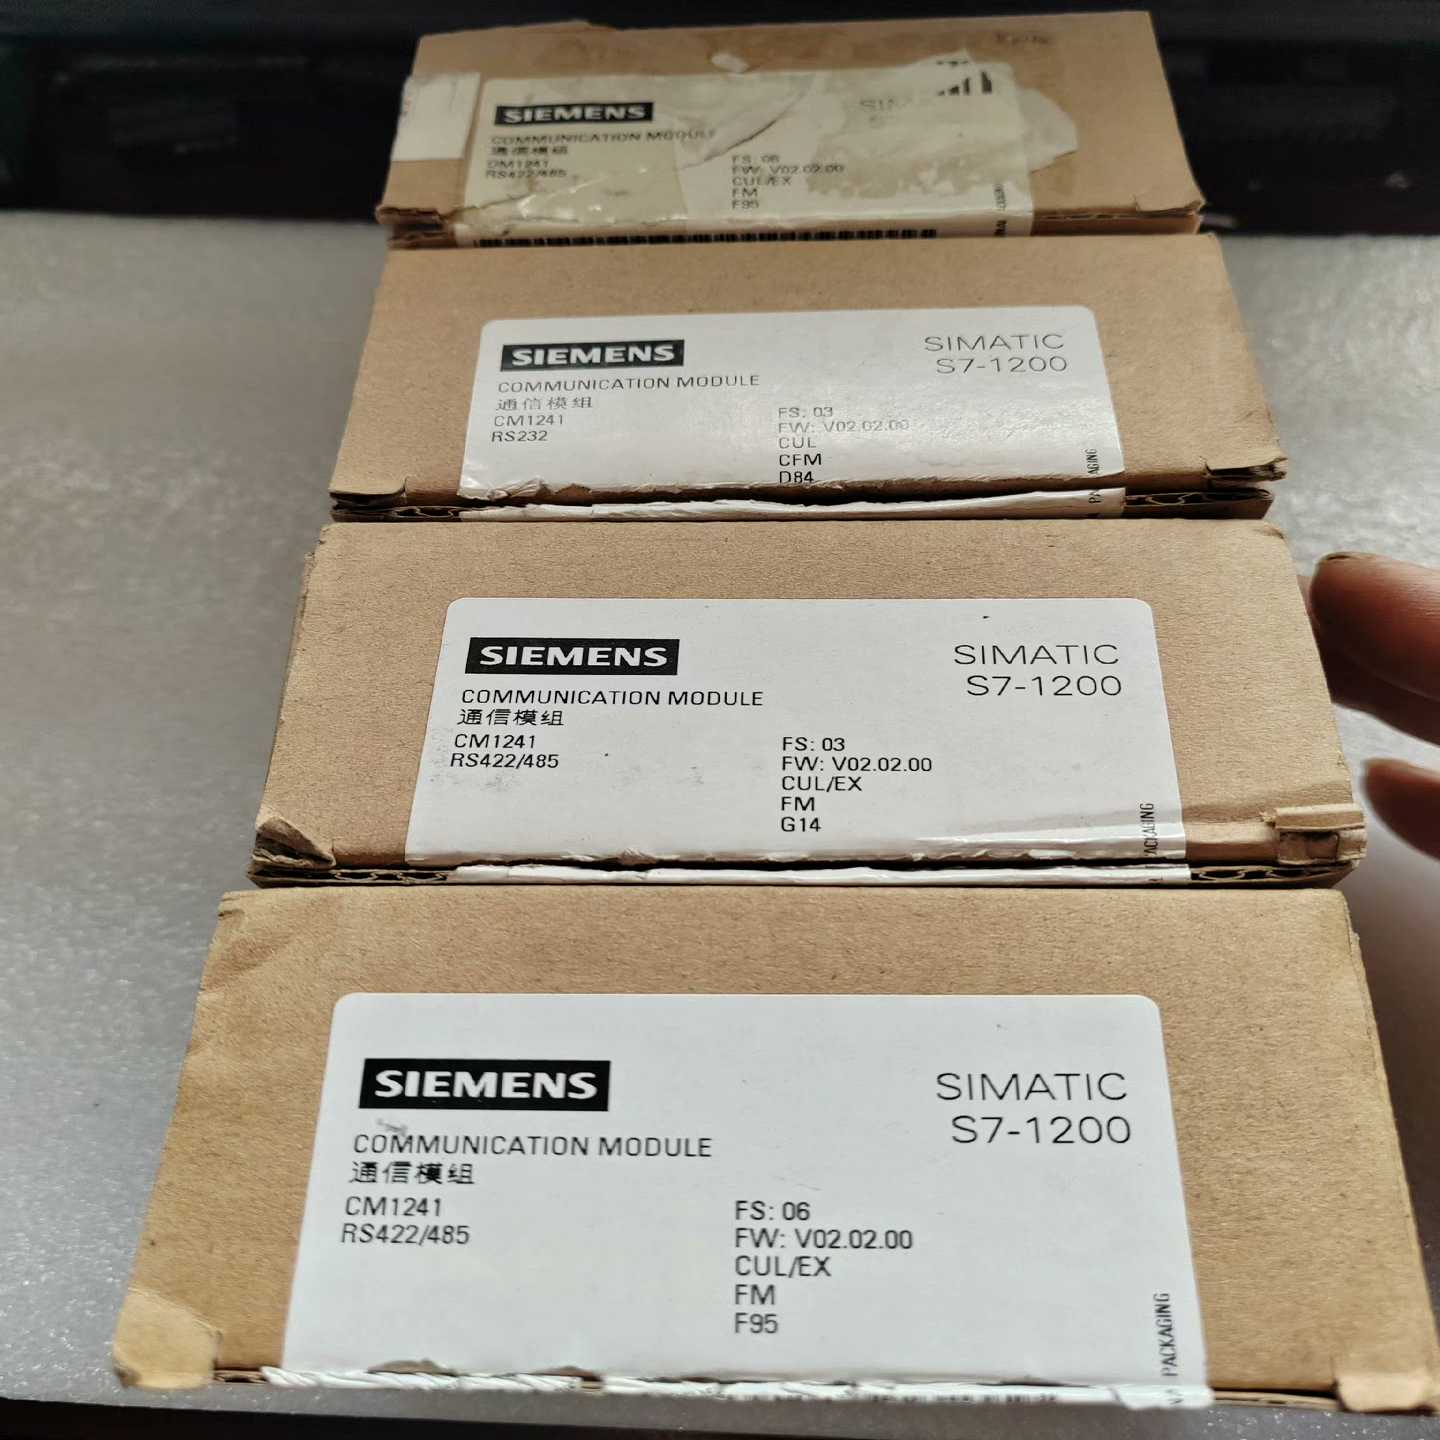 SIEMENS
COMMUNICATION MODULE
通信模组
RS422/485
FS: 06
FW: V02.02.00
CUL/EX
FM
F95
SIEMENS
SIMATIC
S7-1200
COMMUNICATION MODULE
通信模组
CM1241
RS232
FS: 03
FW: V02.02.00
CUL
CFM
D84
AGING
SIEMENS
SIMATIC
S7-1200
COMMUNICATION MODULE
通信模组
CM1241
RS422/485
FS: 03
FW: V02.02.00
CUL/EX
FM
G14
ACKAGING
SIEMENS
SIMATIC
S7-1200
COMMUNICATION MODULE
通信模组
CM1241
RS422/485
FS: 06
FW: V02.02.00
CUL/EX
FM
F95
PACKAGING